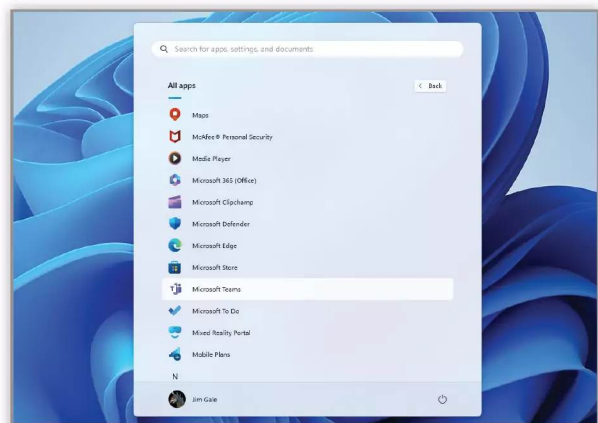 Search for apps, settings, and documents
All apps
< Back
Maps
McAfee® Personal Security
Media Player
Microsoft 365 (Office)
Microsoft Clipchamp
Microsoft Defender
Microsoft Edge
Microsoft Store
Microsoft Teams
Microsoft To Do
Mixed Reality Portal
Mobile Plans
N
Jim Gale